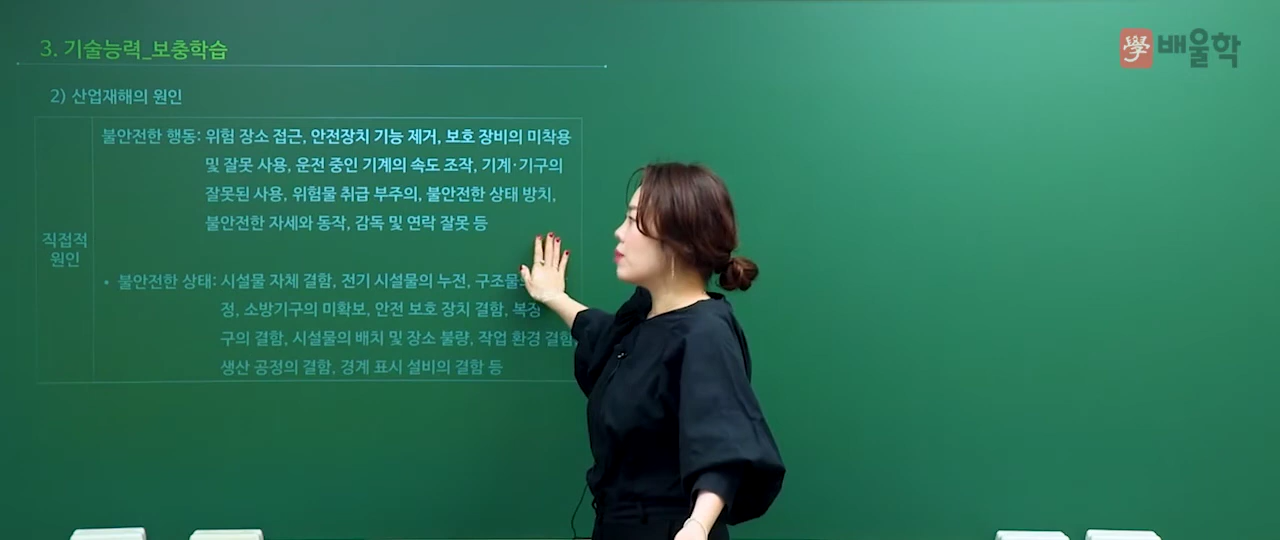 3. 기술능력_보충학습
學 배울학
2) 산업재해의 원인
직접적
원인
불안전한 행동: 위험 장소 접근, 안전장치 기능 제거, 보호 장비의 미착용
및 잘못 사용, 운전 중인 기계의 속도 조작, 기계·기구의
잘못된 사용, 위험물 취급 부주의, 불안전한 상태 방치,
불안전한 자세와 동작, 감독 및 연락 잘못 등
• 불안전한 상태: 시설물 자체 결함, 전기 시설물의 누전,
정, 소방기구의 미확보, 안전 보호 장치 결함,
구의 결함, 시설물의 배치 및 장소 불량, 작업 환경 결함,
생산 공정의 결함, 경계 표시 설비의 결함 등